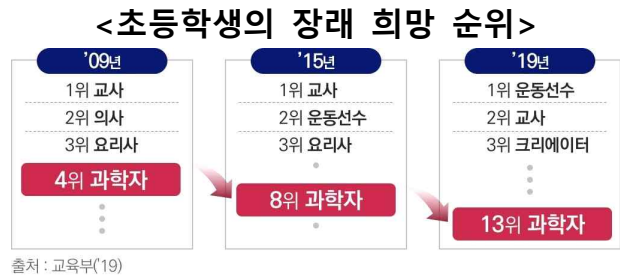 <초등학생의 장래 희망 순위>
'09년
1위 교사
2위 의사
3위 요리사
4위 과학자
'15년
1위 교사
2위 운동선수
3위 요리사
8위 과학자
'19년
1위 운동선수
2위 교사
3위 크리에이터
13위 과학자
출처 : 교육부('19)